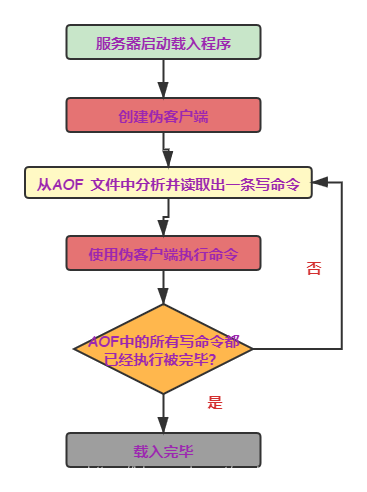 服务器启动载入程序
创建伪客户端
从AOF 文件中分析并读取出一条写命令
使用伪客户端执行命令
否
AOF中的所有写命令都
已经执行被完毕?
是
载入完毕